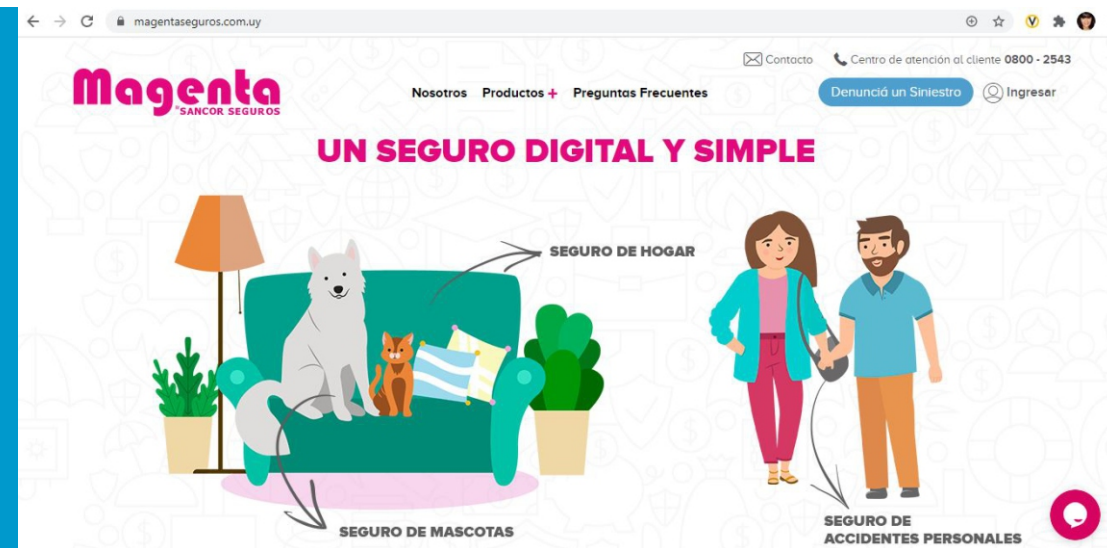 magentaseguros.com.uy
Contacto
Centro de atención al cliente 0800 - 2543
Magenta
SANCOR SEGUROS
Nosotros Productos + Preguntas Frecuentes
Denunciá un Siniestro
Ingresar
UN SEGURO DIGITAL Y SIMPLE
SEGURO DE HOGAR
SEGURO DE MASCOTAS
SEGURO DE
ACCIDENTES PERSONALES